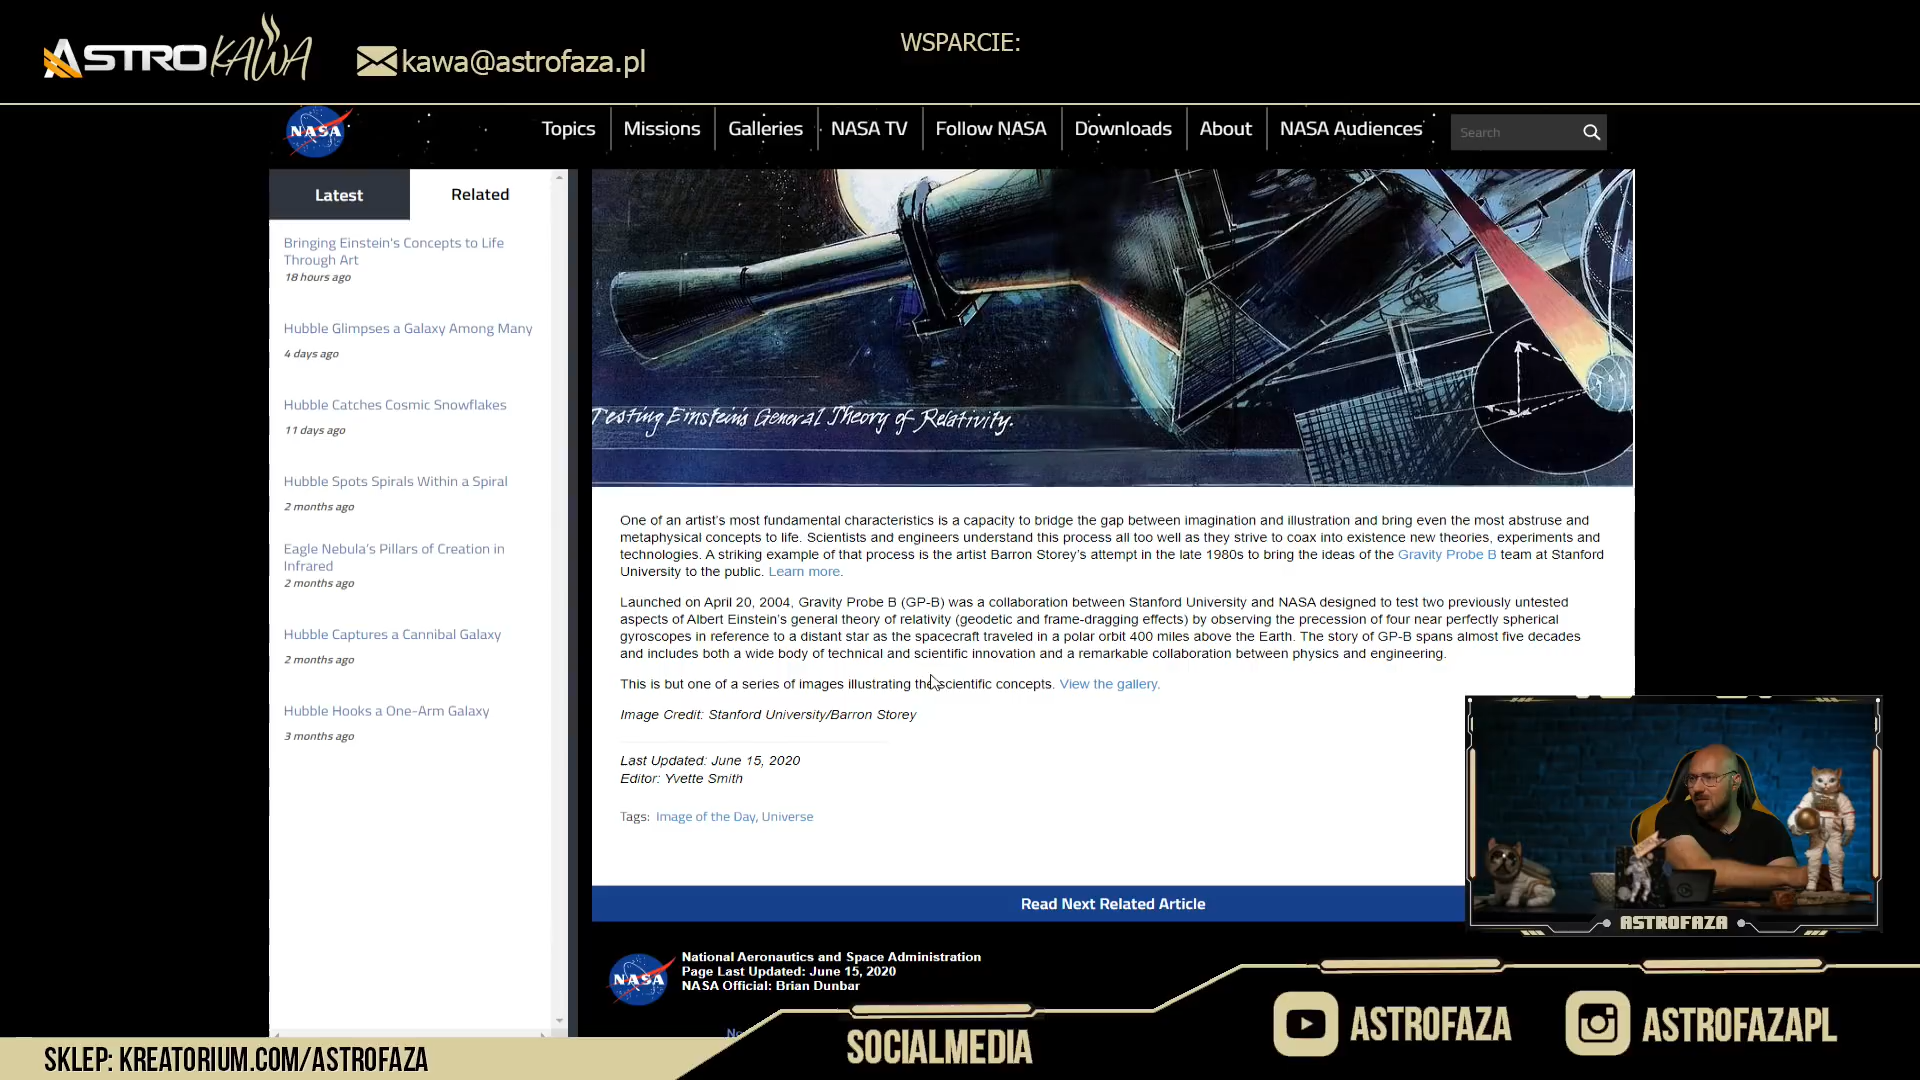 ASTRO KAWA
kawa@astrofaza.pl
WSPARCIE:
NASA
Topics
Missions
Galleries
NASA TV
Follow NASA
Downloads
About
NASA Audiences
Search
Latest
Related
Bringing Einstein's Concepts to Life
Through Art
18 hours ago
Hubble Glimpses a Galaxy Among Many
4 days ago
Hubble Catches Cosmic Snowflakes
11 days ago
Hubble Spots Spirals Within a Spiral
2 months ago
Eagle Nebula's Pillars of Creation in
Infrared
2 months ago
Hubble Captures a Cannibal Galaxy
2 months ago
Hubble Hooks a One-Arm Galaxy
3 months ago
Testing Einstein's General Theory of Relativity.
One of an artist's most fundamental characteristics is a capacity to bridge the gap between imagination and illustration and bring even the most abstruse and
metaphysical concepts to life. Scientists and engineers understand this process all too well as they strive to coax into existence new theories, experiments and
technologies. A striking example of that process is the artist Barron Storey's attempt in the late 1980s to bring the ideas of the Gravity Probe B team at Stanford
University to the public. Learn more.
Launched on April 20, 2004, Gravity Probe B (GP-B) was a collaboration between Stanford University and NASA designed to test two previously untested
aspects of Albert Einstein's general theory of relativity (geodetic and frame-dragging effects) by observing the precession of four near perfectly spherical
gyroscopes in reference to a distant star as the spacecraft traveled in a polar orbit 400 miles above the Earth. The story of GP-B spans almost five decades
and includes both a wide body of technical and scientific innovation and a remarkable collaboration between physics and engineering.
This is but one of a series of images illustrating the scientific concepts. View the gallery.
Image Credit: Stanford University/Barron Storey
Last Updated: June 15, 2020
Editor: Yvette Smith
Tags: Image of the Day, Universe
Read Next Related Article
ASTROFAZA
NASA
National Aeronautics and Space Administration
Page Last Updated: June 15, 2020
NASA Official: Brian Dunbar
SOCIALMEDIA
ASTROFAZA
ASTROFAZAPL
SKLEP: KREATORIUM.COM/ASTROFAZA